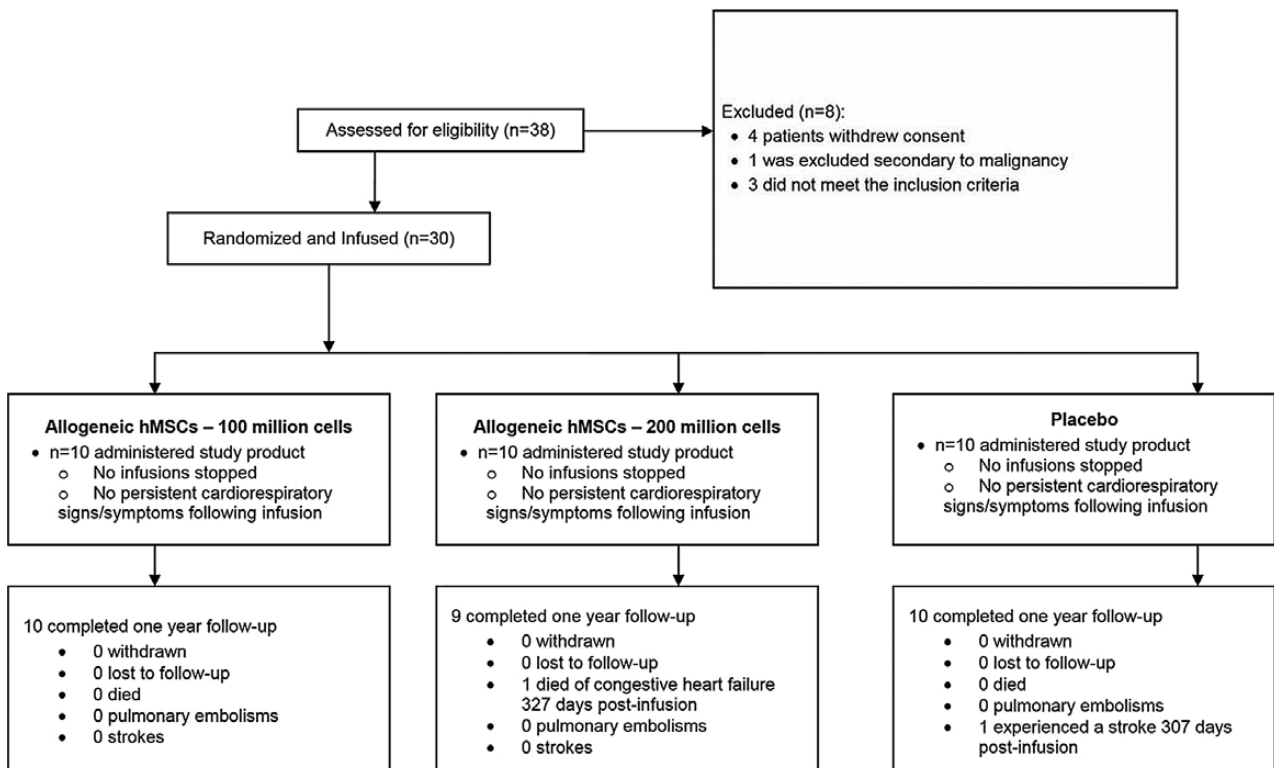 Assessed for eligibility (n=38)
Excluded (n=8):
• 4 patients withdrew consent
• 1 was excluded secondary to malignancy
• 3 did not meet the inclusion criteria
Randomized and Infused (n=30)
Allogeneic hMSCs – 100 million cells
• n=10 administered study product
o No infusions stopped
o No persistent cardiorespiratory
signs/symptoms following infusion
Allogeneic hMSCs – 200 million cells
• n=10 administered study product
o No infusions stopped
o No persistent cardiorespiratory
signs/symptoms following infusion
Placebo
• n=10 administered study product
o No infusions stopped
o No persistent cardiorespiratory
signs/symptoms following infusion
10 completed one year follow-up
• 0 withdrawn
• 0 lost to follow-up
• 0 died
• 0 pulmonary embolisms
• 0 strokes
9 completed one year follow-up
• 0 withdrawn
• 0 lost to follow-up
• 1 died of congestive heart failure
327 days post-infusion
• 0 pulmonary embolisms
• 0 strokes
10 completed one year follow-up
• 0 withdrawn
• 0 lost to follow-up
• 0 died
• 0 pulmonary embolisms
• 1 experienced a stroke 307 days
post-infusion